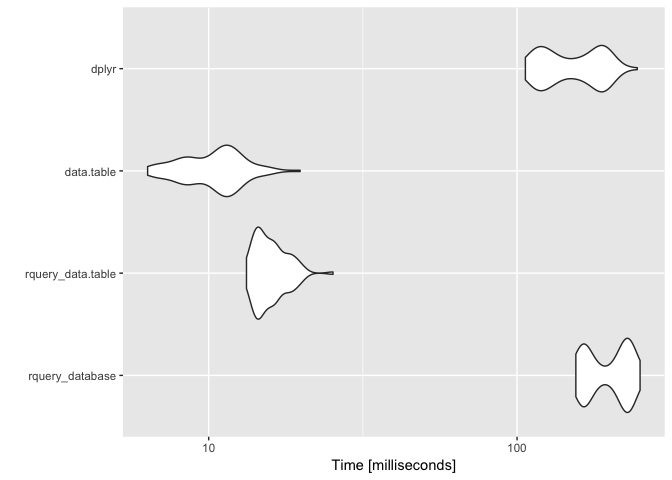 dplyr
data.table
rquery_data.table
rquery_database
10
100
Time [milliseconds]